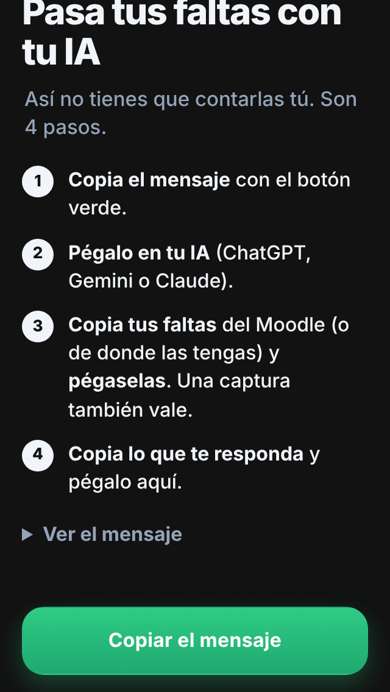 Pasa tus faltas con
tu IA
Así no tienes que contarlas tú. Son
4 pasos.
1 Copia el mensaje con el botón
verde.
2 Pégalo en tu IA (ChatGPT,
Gemini o Claude).
3 Copia tus faltas del Moodle (o
de donde las tengas) y
pégaselas. Una captura
también vale.
4 Copia lo que te responda y
pégalo aquí.
Ver el mensaje
Copiar el mensaje